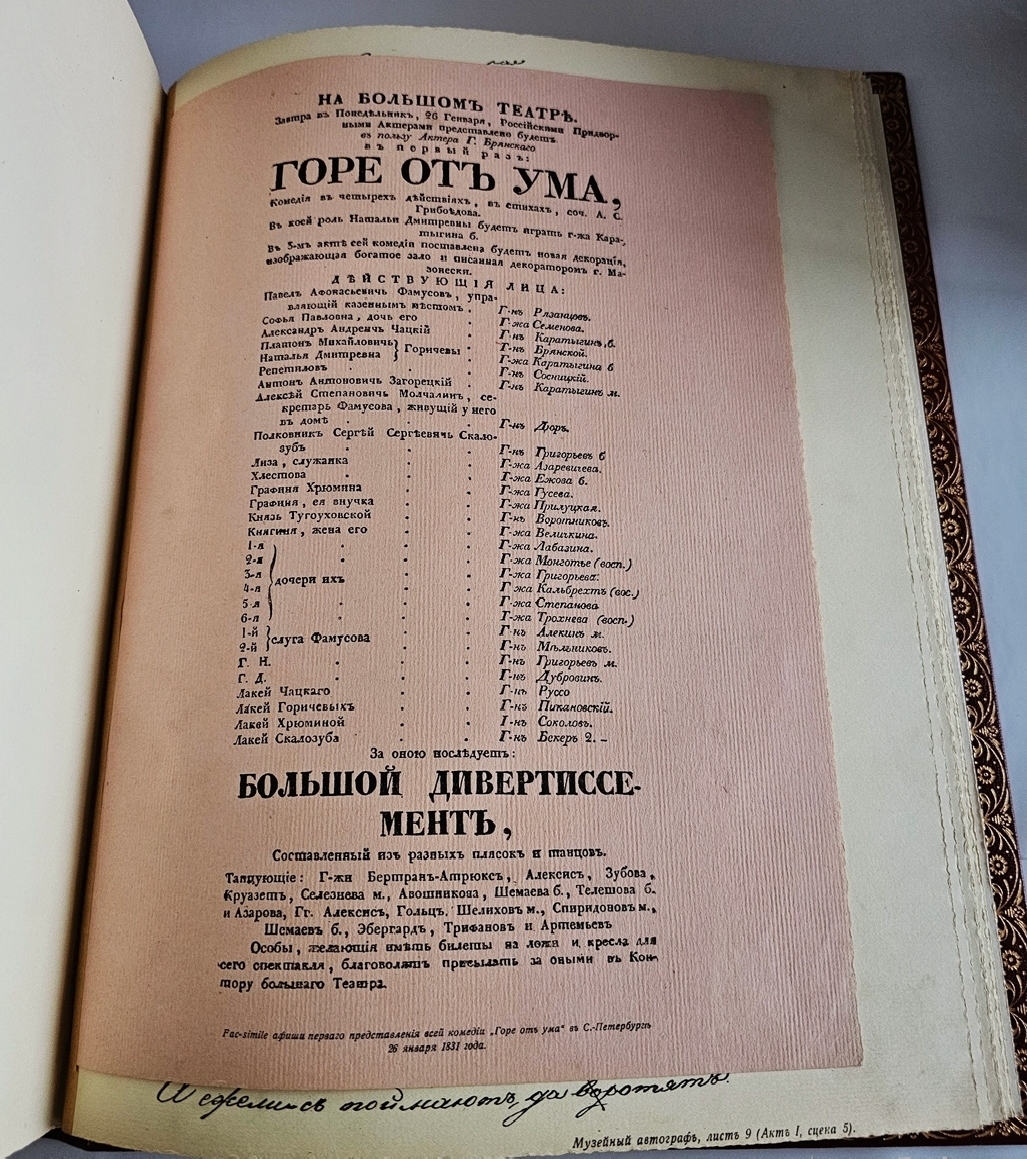 НА БОЛЬШОМЪ ТЕАТРѢ.
Завтра въ Понедѣльникъ, 26 Генваря, Россійскими Придвор-
ными Актерами представлено будетъ
въ пользу Актера Г. Брянскаго
въ первый разъ:
ГОРЕ ОТЪ УМА,
Комедія въ четырехъ дѣйствіяхъ, въ стихахъ, соч. А. С.
Грибоѣдова.
Въ коей роль Натальи Дмитревны будетъ играть г-жа Кара-
тыгина б.
Въ 3-мъ актѣ сей комедіи поставлена будетъ новая декорація,
изображающая богатое зало и писанная декораторомъ г. Ма-
ДѢЙСТВУЮЩІЯ ЛИЦА:
Павелъ Афонасьевичь Фамусовъ, упра-
вляющій казеннымъ мѣстомъ . Г-нъ Рязанцовъ.
Софья Павловна, дочь его . Г-жа Семенова.
Александръ Андреичь Чацкій . Г-нъ Каратыгинъ б.
Платонъ Михайловичь } Горичевы . Г-нъ Брянской.
Наталья Дмитревна } Г-жа Каратыгина б
Репетиловъ . . . Г-нъ Сосницкій.
Антонъ Антоновичь Загорецкій . Г-нъ Каратыгинъ м.
Алексѣй Степановичь Молчалинъ, се-
кретарь Фамусова, живущій у него
въ домѣ . . . Г-нъ Дюръ.
Полковникъ Сергѣй Сергѣевичь Скало-
зубъ . . . Г-нъ Григорьевъ б
Лиза, служанка . . Г-жа Азаревичева.
Хлестова . . . Г-жа Ежова б.
Графиня Хрюмина . . Г-жа Гусева.
Графиня, ея внучка . . Г-жа Прилуцкая.
Князь Тугоуховской . . Г-нъ Воротниковъ.
Княгиня, жена его . . Г-жа Величкина.
1-я . . . Г-жа Лабазина.
2-я . . . Г-жа Монготье (восп.)
3-я } дочери ихъ . . Г-жа Григорьева.
4-я . . Г-жа Кальбрехтъ (вос.)
5-я . . . Г-жа Степанова
6-я . . . Г-жа Трохнева (восп.)
1-й } слуга Фамусова . . Г-нъ Алекинъ м.
2-й } . . Г-нъ Мѣльниковъ.
Г. Н. . . . Г-нъ Григорьевъ м.
Г. Д. . . . Г-нъ Дубровинъ.
Лакей Чацкаго . . Г-нъ Руссо
Лакей Горичевыхъ . . Г-нъ Пикановскій.
Лакей Хрюминой . . Г-нъ Соколовъ.
Лакей Скалозуба . . Г-нъ Бекеръ 2. –
За оною послѣдуетъ:
БОЛЬШОЙ ДИВЕРТИССЕ-
МЕНТЪ,
Составленный изъ разныхъ плясокъ и танцовъ.
Танцующіе: Г-жи Бертранъ-Атрюксъ, Алексисъ, Зубова,
Круазетъ, Селезнева м., Авошникова, Шемаева б., Телешова б.
и Азарова, Гг. Алексисъ, Гольцъ, Шелиховъ м., Спиридоновъ м.,
Шемаевъ б., Эбергардъ, Трифановъ и Артемьевъ
Особы, желающія имѣть билеты на ложи и кресла для
сего спектакля, благоволятъ присылать за оными въ Кон-
тору большаго Театра.
Fac-simile афиши перваго представленія всей комедіи „Горе отъ ума“ въ С.-Петербургѣ
26 января 1831 года.
поймаютъ, да воротятъ.
Музейный автографъ, листъ 9 (Актъ I, сцена 5).